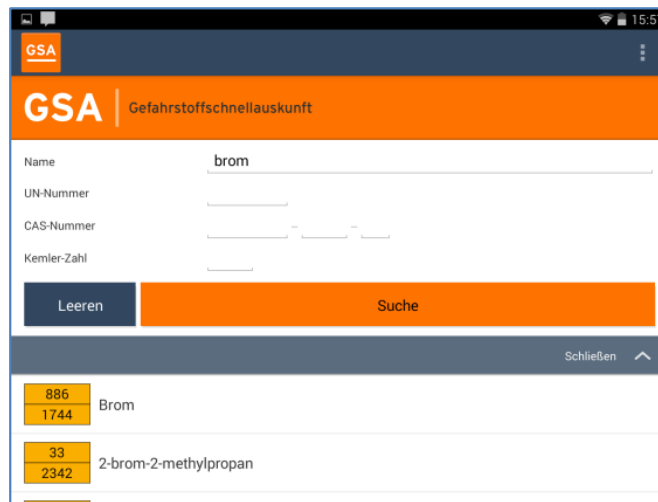 15:5
GSA
GSA Gefahrstoffschnellauskunft
Name brom
UN-Nummer
CAS-Nummer – –
Kemler-Zahl
Leeren Suche
Schließen
886
1744 Brom
33
2342 2-brom-2-methylpropan